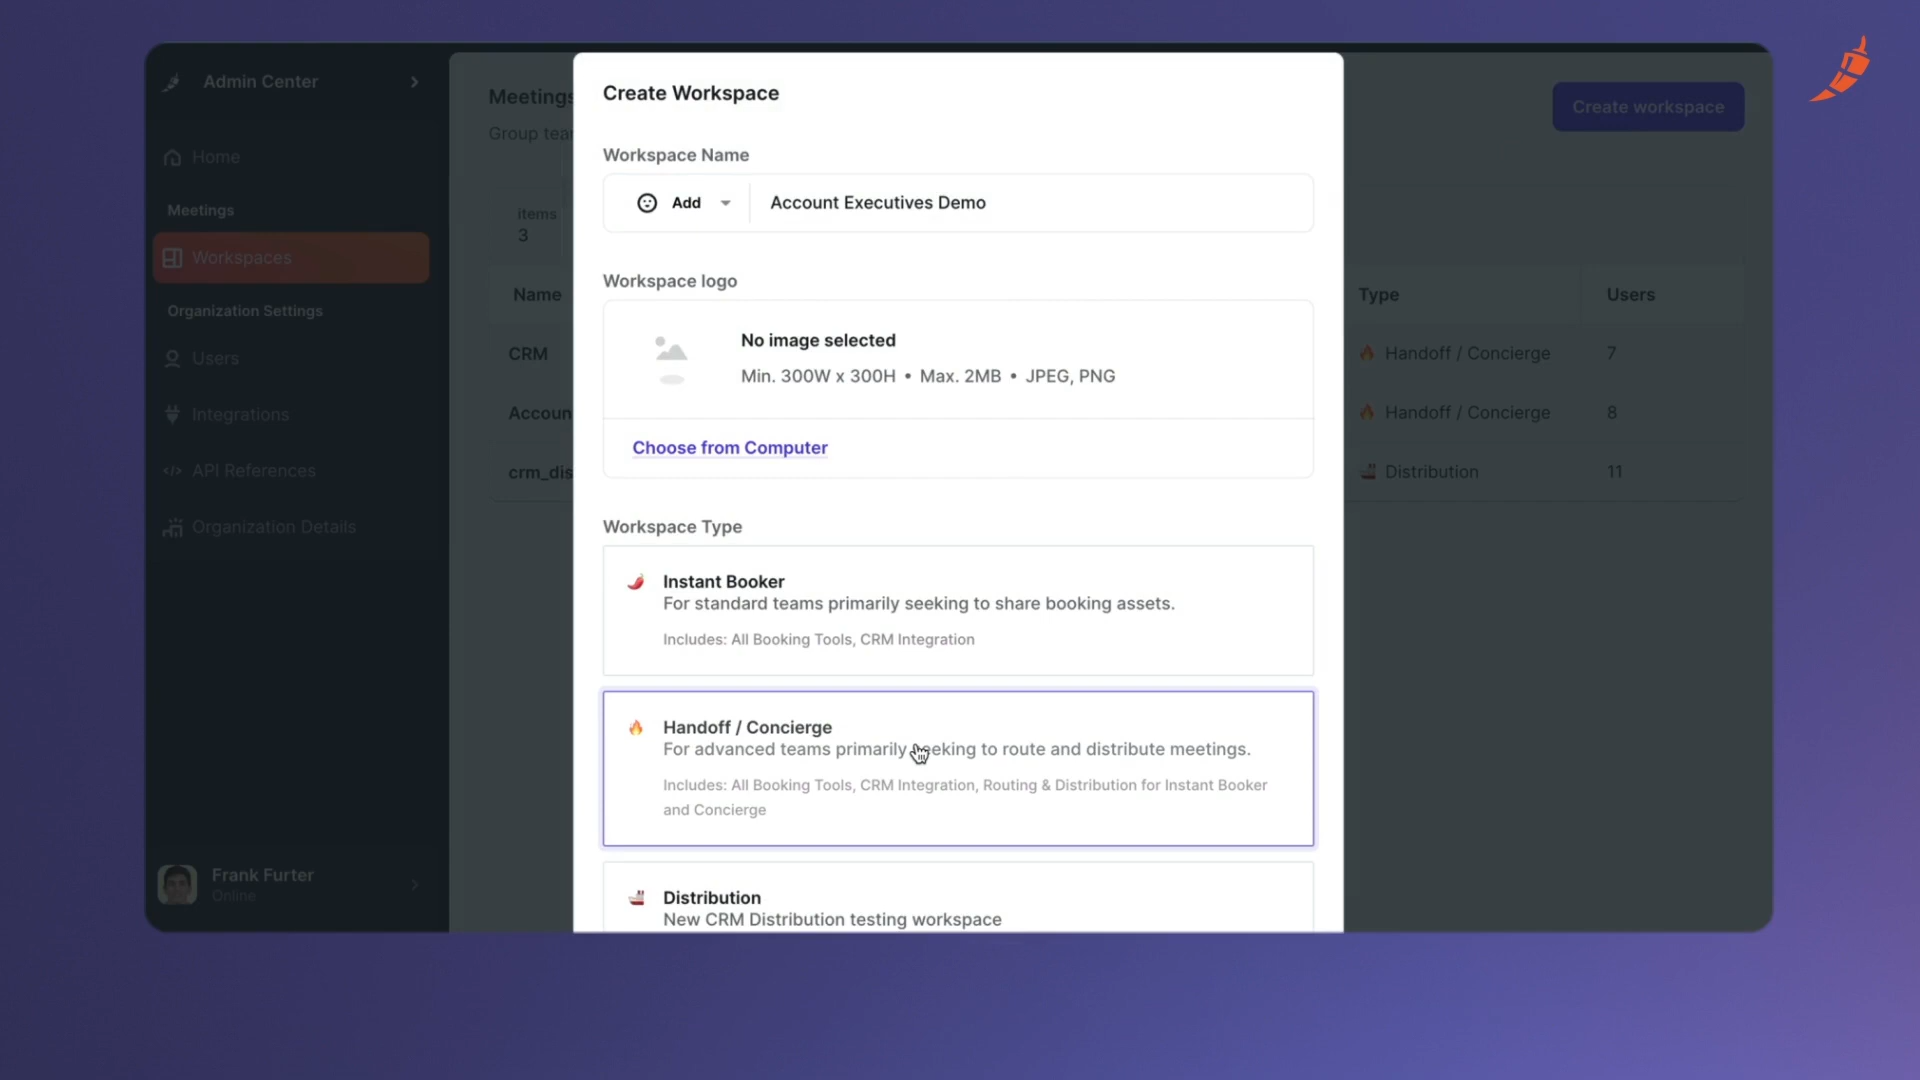 Admin Center
Home
Meetings
Workspaces
Organization Settings
Users
Integrations
</> API References
Organization Details
Frank Furter
Online
Meetings
Group
Create workspace
items
3
Name
Type
Users
CRM
Handoff / Concierge
7
Accoun
Handoff / Concierge
8
crm_dis
Distribution
11
Create Workspace
Workspace Name
Add
Account Executives Demo
Workspace logo
No image selected
Min. 300W x 300H • Max. 2MB • JPEG, PNG
Choose from Computer
Workspace Type
Instant Booker
For standard teams primarily seeking to share booking assets.
Includes: All Booking Tools, CRM Integration
Handoff / Concierge
For advanced teams primarily seeking to route and distribute meetings.
Includes: All Booking Tools, CRM Integration, Routing & Distribution for Instant Booker
and Concierge
Distribution
New CRM Distribution testing workspace